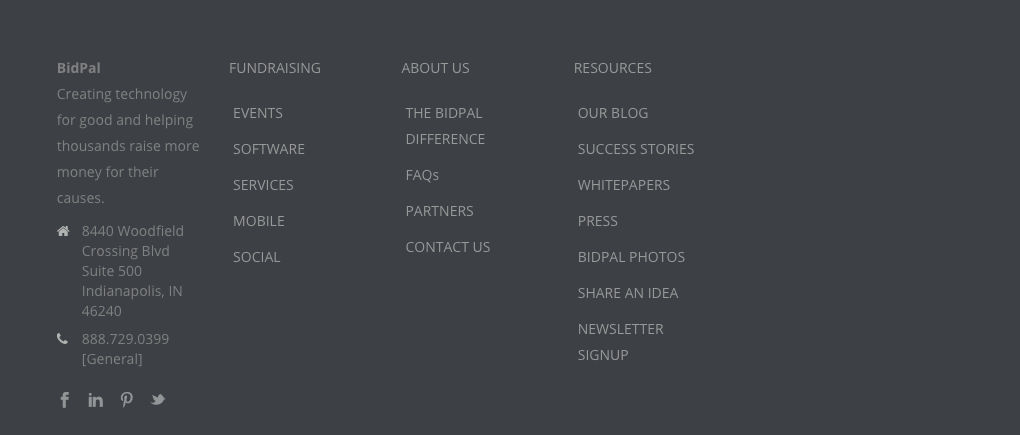 BidPal
Creating technology
for good and helping
thousands raise more
money for their
causes.
8440 Woodfield
Crossing Blvd
Suite 500
Indianapolis, IN
46240
888.729.0399
[General]
FUNDRAISING
EVENTS
SOFTWARE
SERVICES
MOBILE
SOCIAL
ABOUT US
THE BIDPAL
DIFFERENCE
FAQs
PARTNERS
CONTACT US
RESOURCES
OUR BLOG
SUCCESS STORIES
WHITEPAPERS
PRESS
BIDPAL PHOTOS
SHARE AN IDEA
NEWSLETTER
SIGNUP